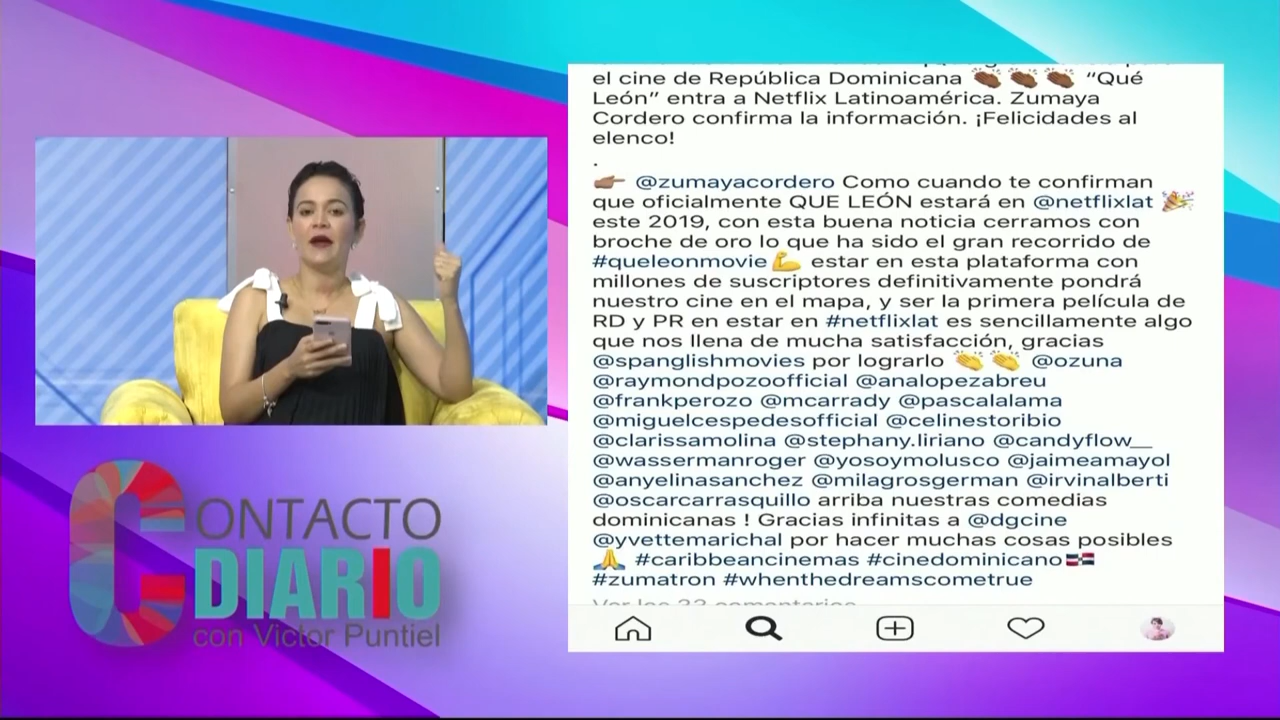 el cine de República Dominicana 👏🏾 👏🏾 👏🏾 “Qué
León” entra a Netflix Latinoamérica. Zumaya
Cordero confirma la información. ¡Felicidades al
elenco!
.
👉🏾 @zumayacordero Como cuando te confirman
que oficialmente QUE LEÓN estará en @netflixlat 🎉
este 2019, con esta buena noticia cerramos con
broche de oro lo que ha sido el gran recorrido de
#queleonmovie💪 estar en esta plataforma con
millones de suscriptores definitivamente pondrá
nuestro cine en el mapa, y ser la primera película de
RD y PR en estar en #netflixlat es sencillamente algo
que nos llena de mucha satisfacción, gracias
@spanglishmovies por lograrlo 👏 👏 @ozuna
@raymondpozoofficial @analopezabreu
@frankperozo @mcarrady @pascalalama
@miguelcespedesofficial @celinestoribio
@clarissamolina @stephany.liriano @candyflow__
@wassermanroger @yosoymolusco @jaimeamayol
@anyelinasanchez @milagrosgerman @irvinalberti
@oscarcarrasquillo arriba nuestras comedias
dominicanas ! Gracias infinitas a @dgcine
@yvettemarichal por hacer muchas cosas posibles
🙏 #caribbeancinemas #cinedominicano🇩🇴
#zumatron #whenthedreamscometrue
CONTACTO
DIARIO
con Victor Puntiel